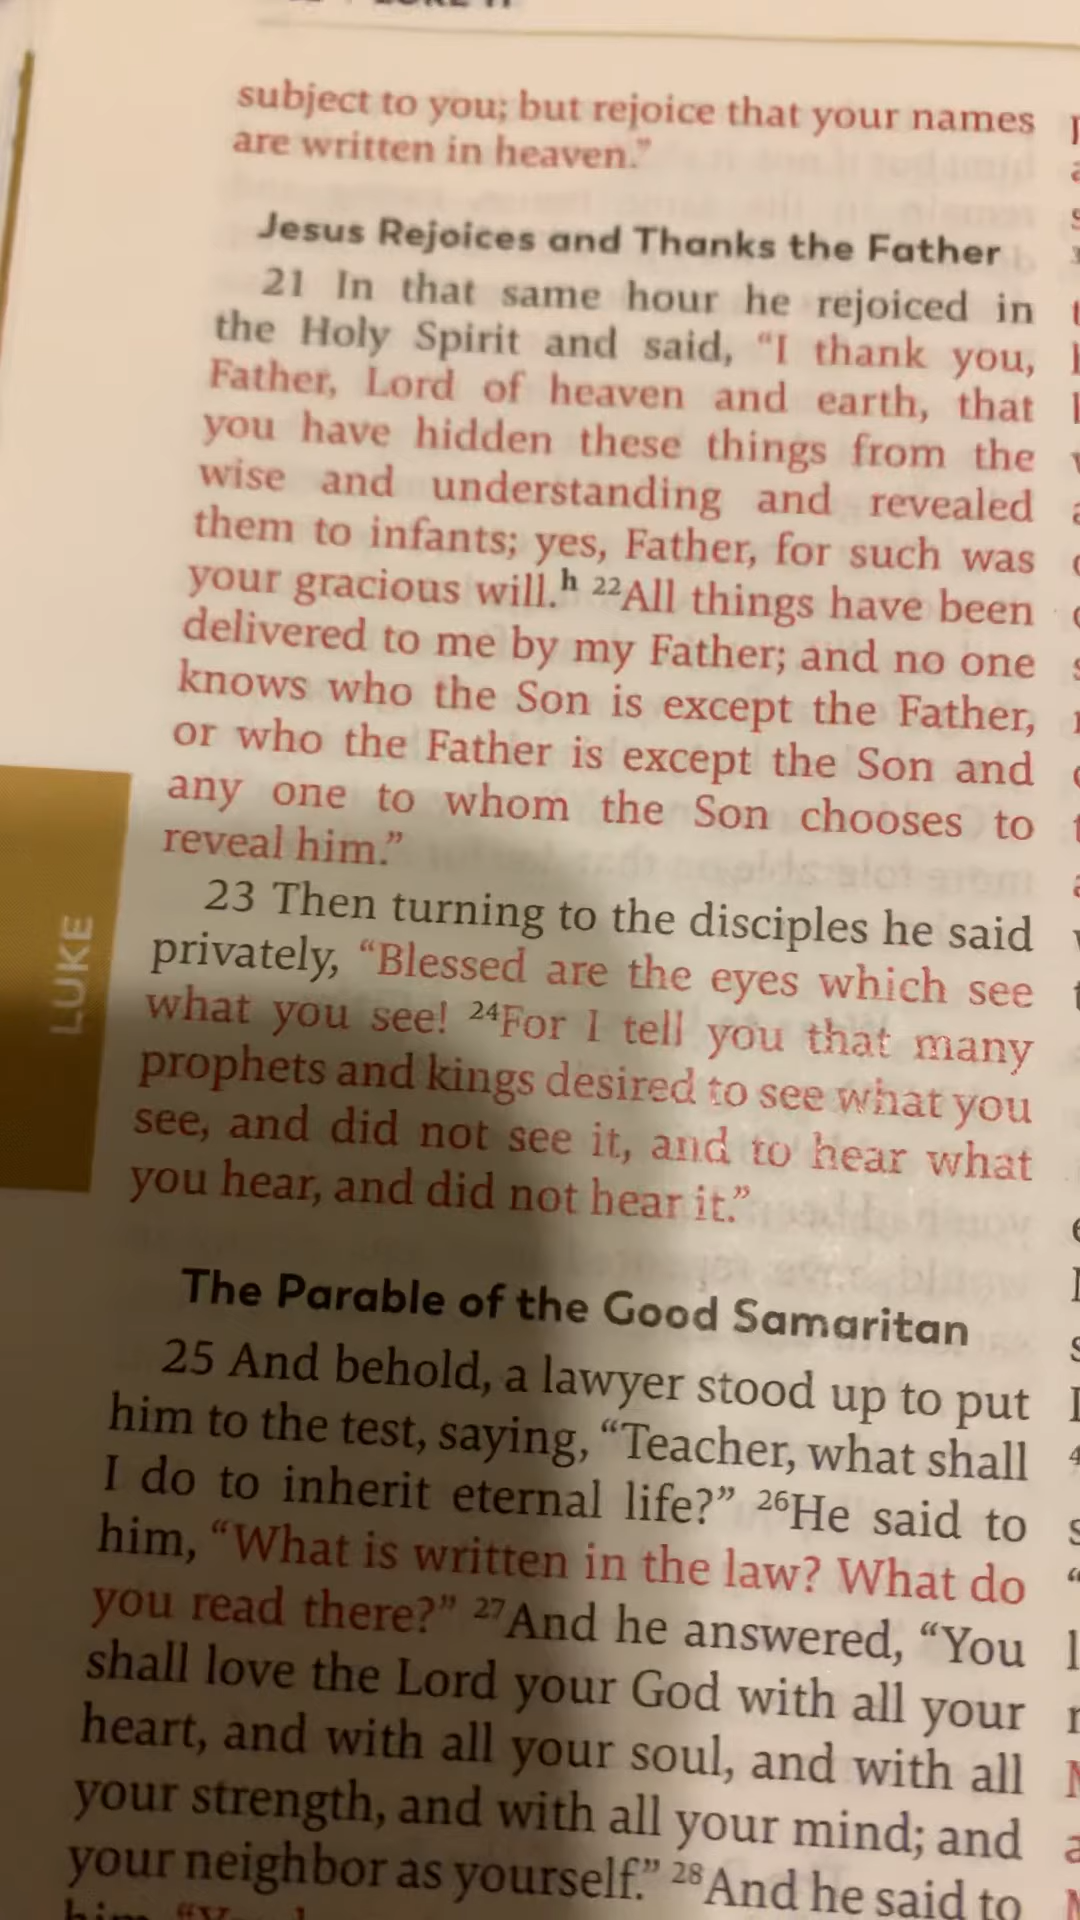 subject to you; but rejoice that your names
are written in heaven.”
Jesus Rejoices and Thanks the Father
21 In that same hour he rejoiced in
the Holy Spirit and said, “I thank you,
Father, Lord of heaven and earth, that
you have hidden these things from the
wise and understanding and revealed
them to infants; yes, Father, for such was
your gracious will.h 22All things have been
delivered to me by my Father; and no one
knows who the Son is except the Father,
or who the Father is except the Son and
any one to whom the Son chooses to
reveal him.”
23 Then turning to the disciples he said
privately, “Blessed are the eyes which see
what you see! 24For I tell you that many
prophets and kings desired to see what you
see, and did not see it, and to hear what
you hear, and did not hear it.”
The Parable of the Good Samaritan
25 And behold, a lawyer stood up to put
him to the test, saying, “Teacher, what shall
I do to inherit eternal life?” 26He said to
him, “What is written in the law? What do
you read there?” 27And he answered, “You
shall love the Lord your God with all your
heart, and with all your soul, and with all
your strength, and with all your mind; and
your neighbor as yourself.” 28And he said to
LUKE